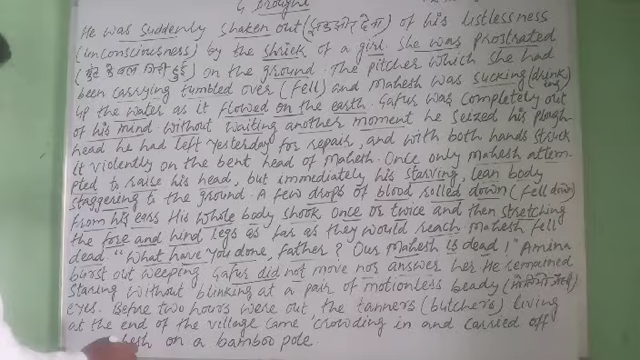 Drought
He was suddenly shaken out (झकझोर देना) of his listlessness
(unconsciousness) by the shriek of a girl. She was prostrated
(मुंह के बल गिरी हुई) on the ground. The pitcher which she had
been carrying tumbled over (fell) and Mahesh was sucking (drinking)
up the water as it flowed on the earth. Gafur was completely out
of his mind without waiting another moment he seized his plough-
head he had left yesterday for repair, and with both hands struck
it violently on the bent head of Mahesh. Once only Mahesh attem-
pted to raise his head, but immediately his starving, lean body
staggering to the ground. A few drops of blood rolled down (fell down)
from his ears His whole body shook once or twice and then stretching
the fore and hind legs as far as they would reach Mahesh fell
dead "What have you done, father? Our Mahesh is dead!" Amina
burst out weeping Gafur did not move nor answer her. He remained
staring without blinking at a pair of motionless beady
eyes. Before two hours were out the tanners (butchers) living
at the end of the village came crowding in and carried off
on a bamboo pole.